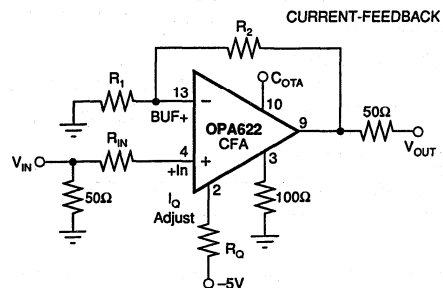 CURRENT-FEEDBACK
R2
R1
COTA
13
–
10
BUF+
OPA622
CFA
9
50Ω
VOUT
VIN
RIN
4
+
+In
3
2
50Ω
IQ
Adjust
100Ω
RQ
–5V